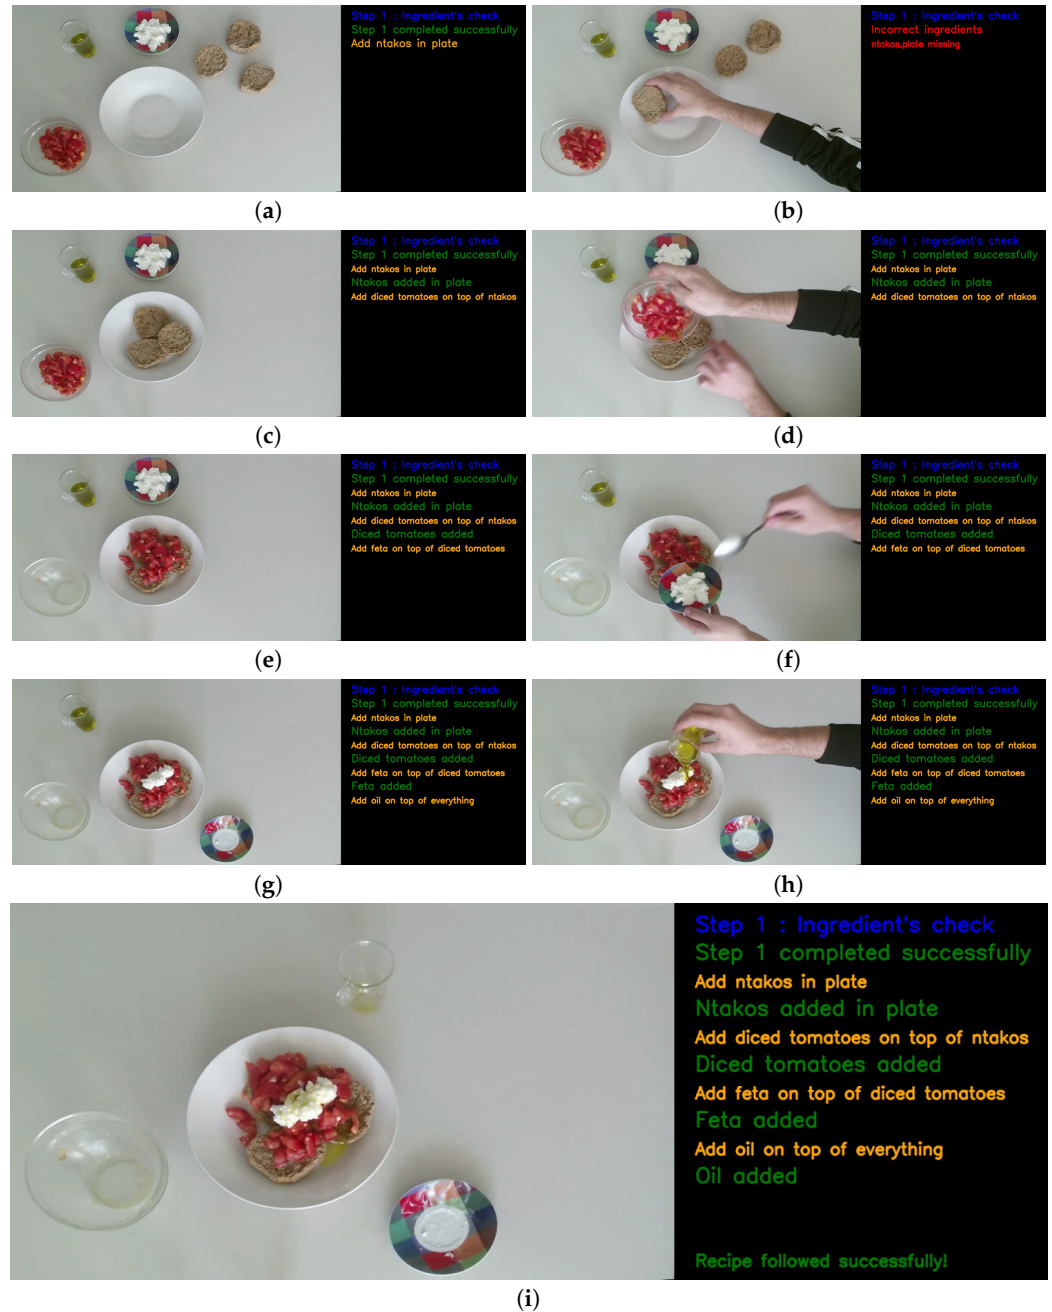 Step 1 : Ingredient's check
Step 1 completed successfully
Add ntakos in plate
(a)
Step 1 : Ingredient's check
Incorrect ingredients
ntakos,plate missing
(b)
Step 1 : Ingredient's check
Step 1 completed successfully
Add ntakos in plate
Ntakos added in plate
Add diced tomatoes on top of ntakos
(c)
Step 1 : Ingredient's check
Step 1 completed successfully
Add ntakos in plate
Ntakos added in plate
Add diced tomatoes on top of ntakos
(d)
Step 1 : Ingredient's check
Step 1 completed successfully
Add ntakos in plate
Ntakos added in plate
Add diced tomatoes on top of ntakos
Diced tomatoes added
Add feta on top of diced tomatoes
(e)
Step 1 : Ingredient's check
Step 1 completed successfully
Add ntakos in plate
Ntakos added in plate
Add diced tomatoes on top of ntakos
Diced tomatoes added
Add feta on top of diced tomatoes
(f)
Step 1 : Ingredient's check
Step 1 completed successfully
Add ntakos in plate
Ntakos added in plate
Add diced tomatoes on top of ntakos
Diced tomatoes added
Add feta on top of diced tomatoes
Feta added
Add oil on top of everything
(g)
Step 1 : Ingredient's check
Step 1 completed successfully
Add ntakos in plate
Ntakos added in plate
Add diced tomatoes on top of ntakos
Diced tomatoes added
Add feta on top of diced tomatoes
Feta added
Add oil on top of everything
(h)
Step 1 : Ingredient's check
Step 1 completed successfully
Add ntakos in plate
Ntakos added in plate
Add diced tomatoes on top of ntakos
Diced tomatoes added
Add feta on top of diced tomatoes
Feta added
Add oil on top of everything
Oil added
Recipe followed successfully!
(i)